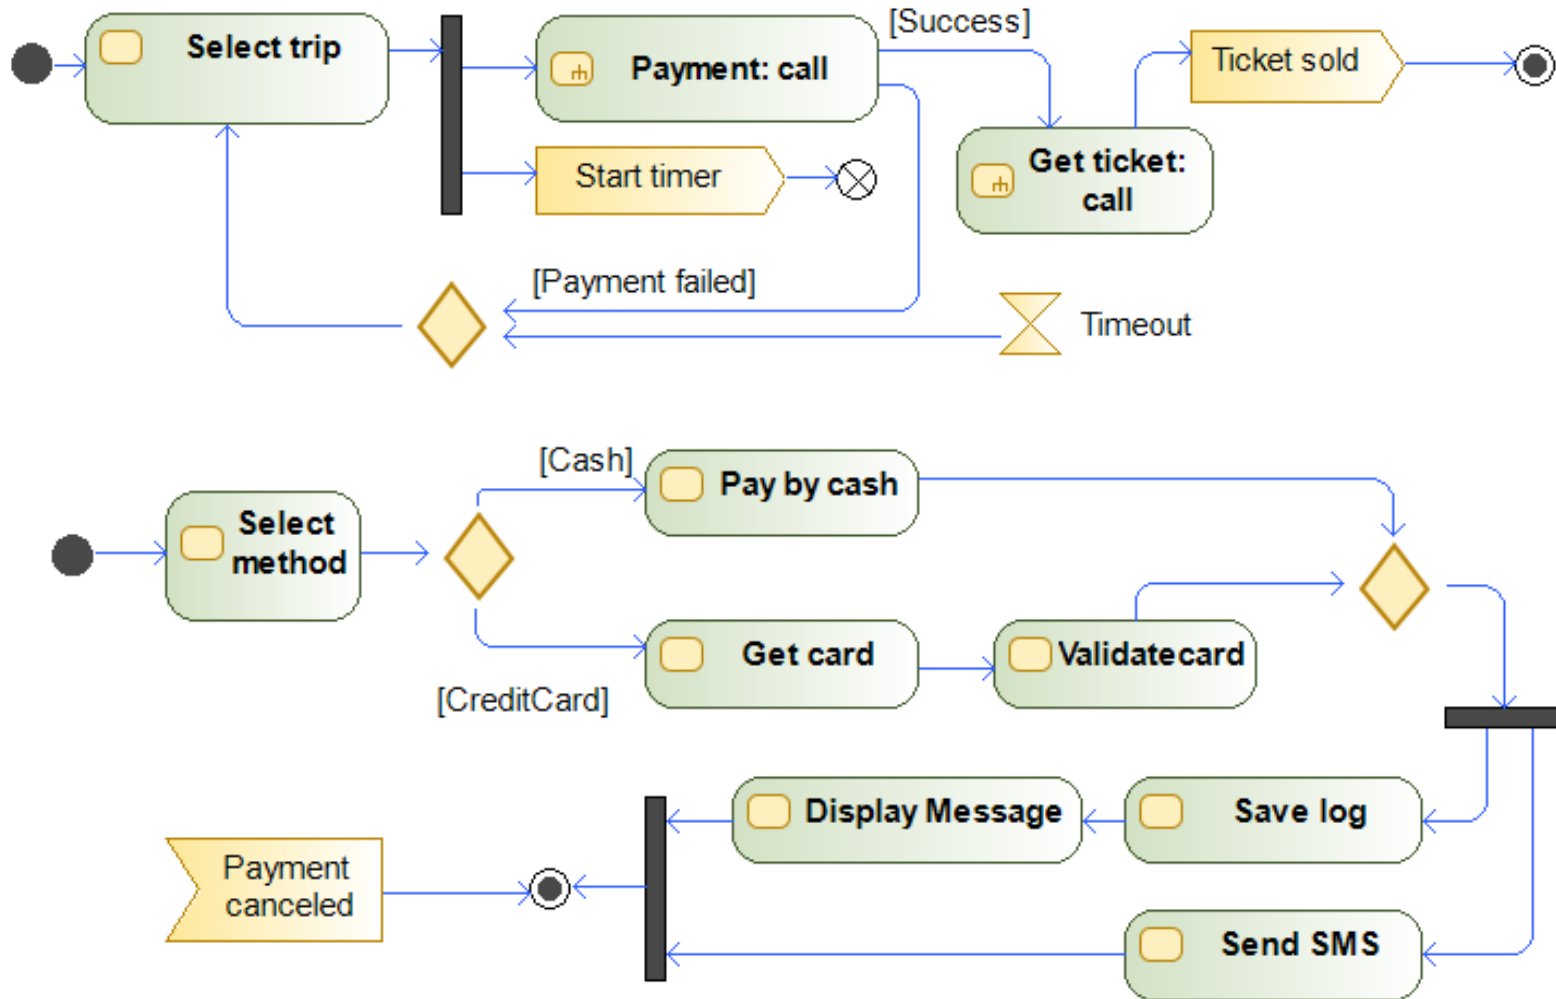 [Success]
Select trip
Payment: call
Ticket sold
Get ticket:
call
Start timer
[Payment failed]
Timeout
[Cash]
Pay by cash
Select
method
Get card
Validatecard
[CreditCard]
Display Message
Save log
Payment
canceled
Send SMS